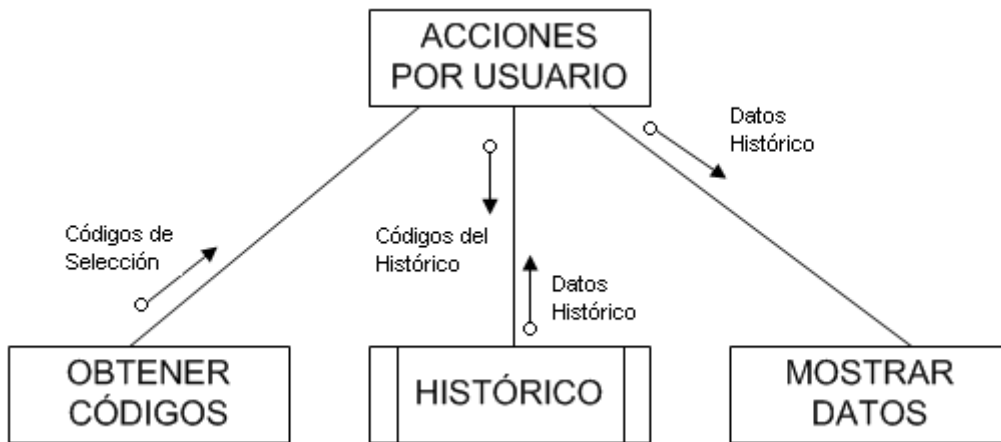 ACCIONES
POR USUARIO
Datos
Histórico
Códigos de
Selección
Códigos del
Histórico
Datos
Histórico
OBTENER
CÓDIGOS
HISTÓRICO
MOSTRAR
DATOS